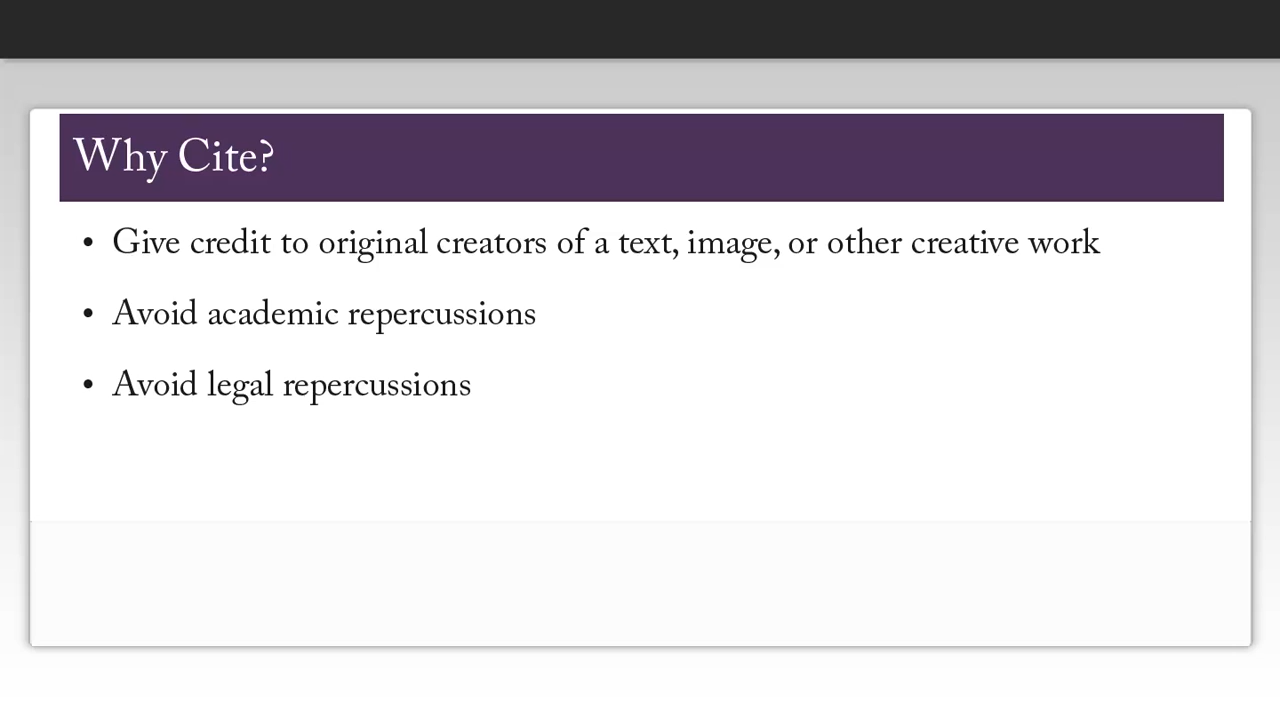 Why Cite?
• Give credit to original creators of a text, image, or other creative work
• Avoid academic repercussions
• Avoid legal repercussions